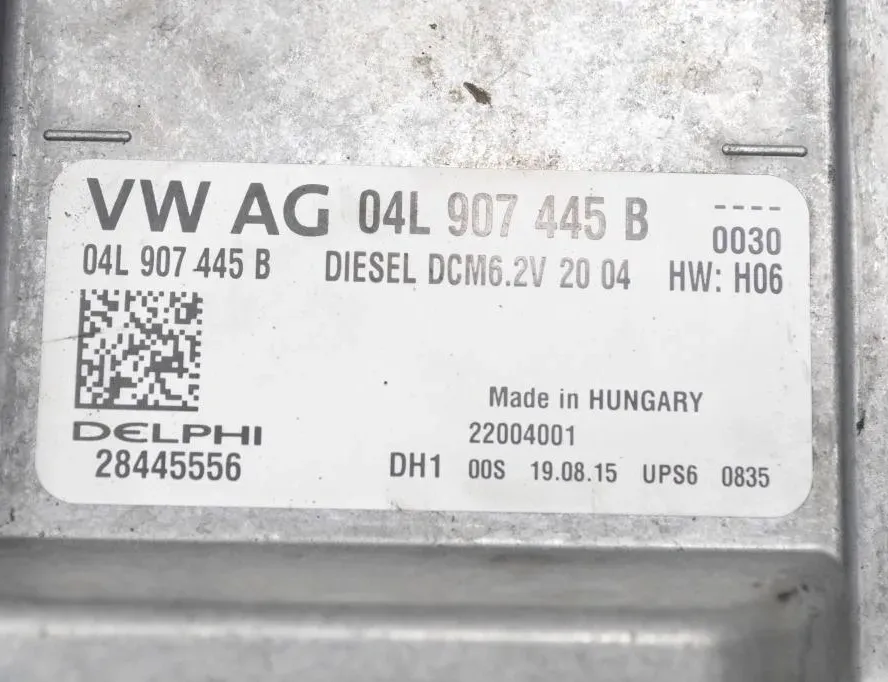 VW AG 04L 907 445 B ----
0030
04L 907 445 B DIESEL DCM6.2V 20 04 HW: H06
Made in HUNGARY
DELPHI 22004001
28445556 DH1 00S 19.08.15 UPS6 0835